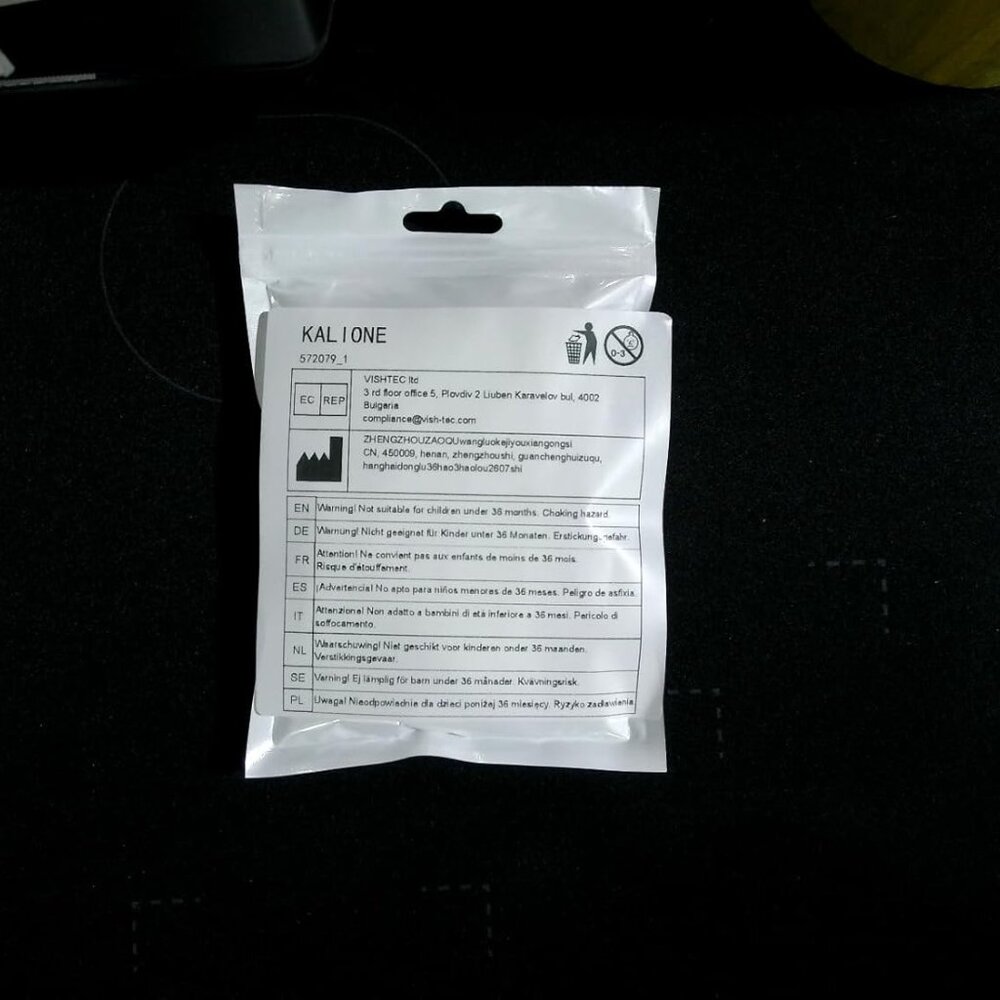 KALIONE
572079_1
0-3
EC REP
VISHTEC ltd
3 rd floor office 5, Plovdiv 2 Liuben Karavelov bul, 4002
Bulgaria
compliance@vish-tec.com
ZHENGZHOUZAOQUwangluokejiyouxiangongsi
CN, 450009, henan, zhengzhoushi, guanchenghuizuqu,
hanghaidonglu36hao3haolou2607shi
EN Warning! Not suitable for children under 36 months. Choking hazard.
DE Warnung! Nicht geeignet für Kinder unter 36 Monaten. Erstickungsgefahr.
FR Attention! Ne convient pas aux enfants de moins de 36 mois.
Risque d'étouffement.
ES ¡Advertencia! No apto para niños menores de 36 meses. Peligro de asfixia.
IT Attenzione! Non adatto a bambini di età inferiore a 36 mesi. Pericolo di
soffocamento.
NL Waarschuwing! Niet geschikt voor kinderen onder 36 maanden.
Verstikkingsgevaar.
SE Varning! Ej lämplig för barn under 36 månader. Kvävningsrisk.
PL Uwaga! Nieodpowiednie dla dzieci poniżej 36 miesięcy. Ryzyko zadławienia